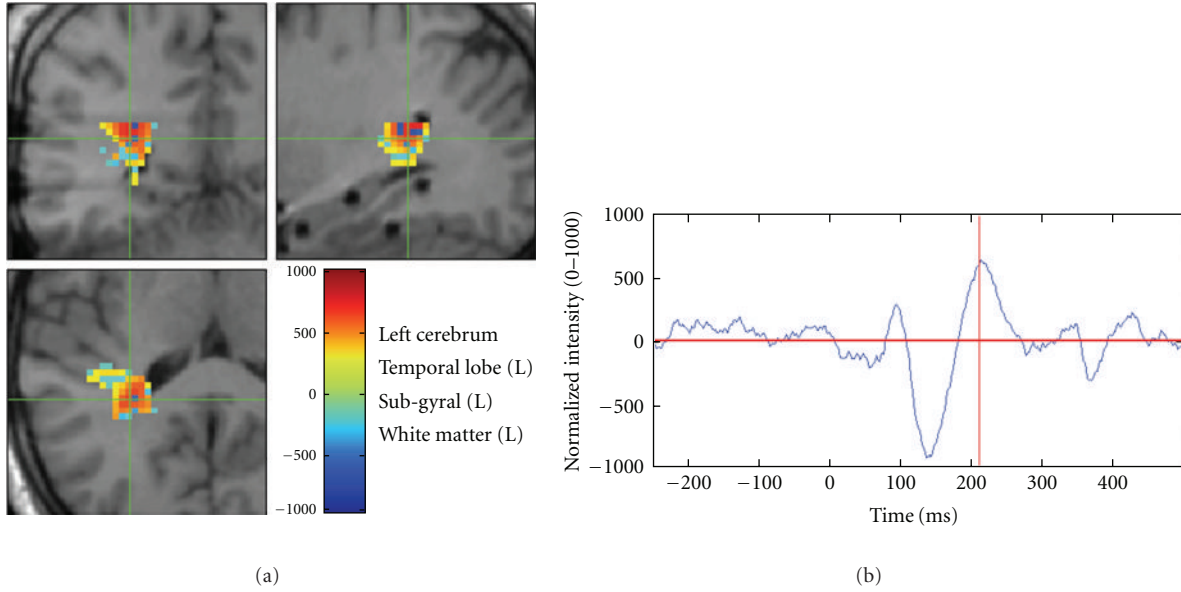 1000
500
0
−500
−1000
Left cerebrum
Temporal lobe (L)
Sub-gyral (L)
White matter (L)
(a)
Normalized intensity (0–1000)
1000
500
0
−500
−1000
−200 −100 0 100 200 300 400
Time (ms)
(b)